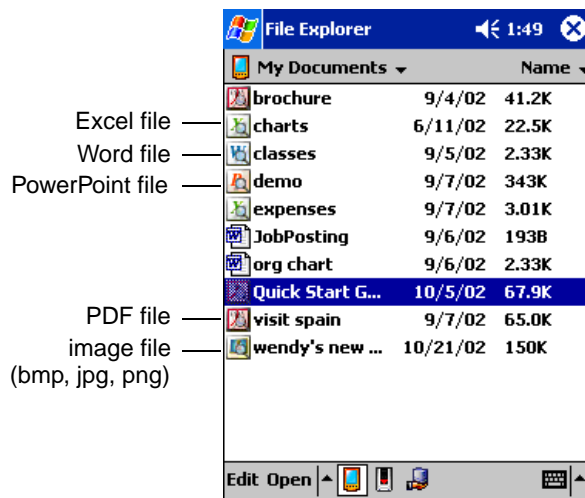 File Explorer 1:49
My Documents Name
brochure 9/4/02 41.2K
Excel file charts 6/11/02 22.5K
Word file classes 9/5/02 2.33K
PowerPoint file demo 9/7/02 343K
expenses 9/7/02 3.01K
JobPosting 9/6/02 193B
org chart 9/6/02 2.33K
Quick Start G... 10/5/02 67.9K
PDF file visit spain 9/7/02 65.0K
image file wendy's new ... 10/21/02 150K
(bmp, jpg, png)
Edit Open